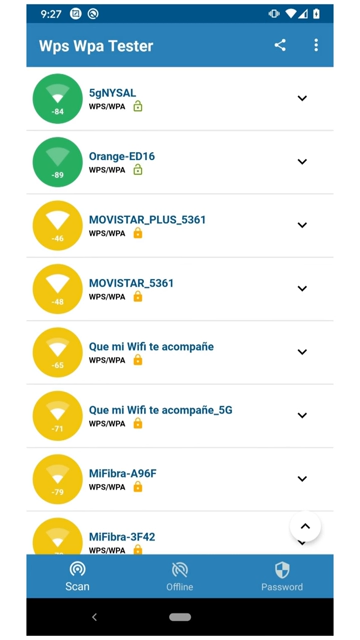 9:27
Wps Wpa Tester
5gNYSAL
WPS/WPA
-84
Orange-ED16
WPS/WPA
-89
MOVISTAR_PLUS_5361
WPS/WPA
-46
MOVISTAR_5361
WPS/WPA
-48
Que mi Wifi te acompañe
WPS/WPA
-65
Que mi Wifi te acompañe_5G
WPS/WPA
-71
MiFibra-A96F
WPS/WPA
-79
MiFibra-3F42
WPS/WPA
Scan
Offline
Password